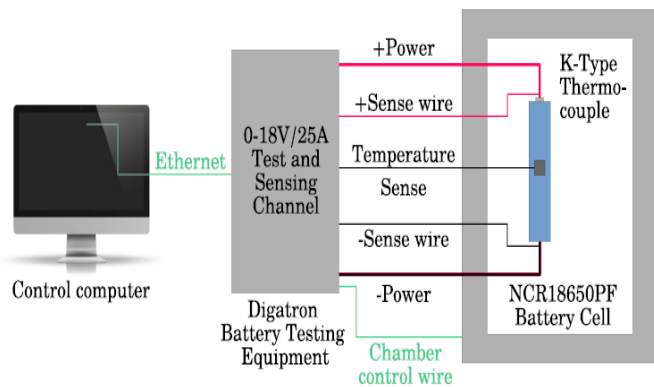 Control computer
Ethernet
0-18V/25A
Test and
Sensing
Channel
Digatron
Battery Testing
Equipment
+Power
+Sense wire
Temperature
Sense
-Sense wire
-Power
Chamber
control wire
K-Type
Thermo-
couple
NCR18650PF
Battery Cell